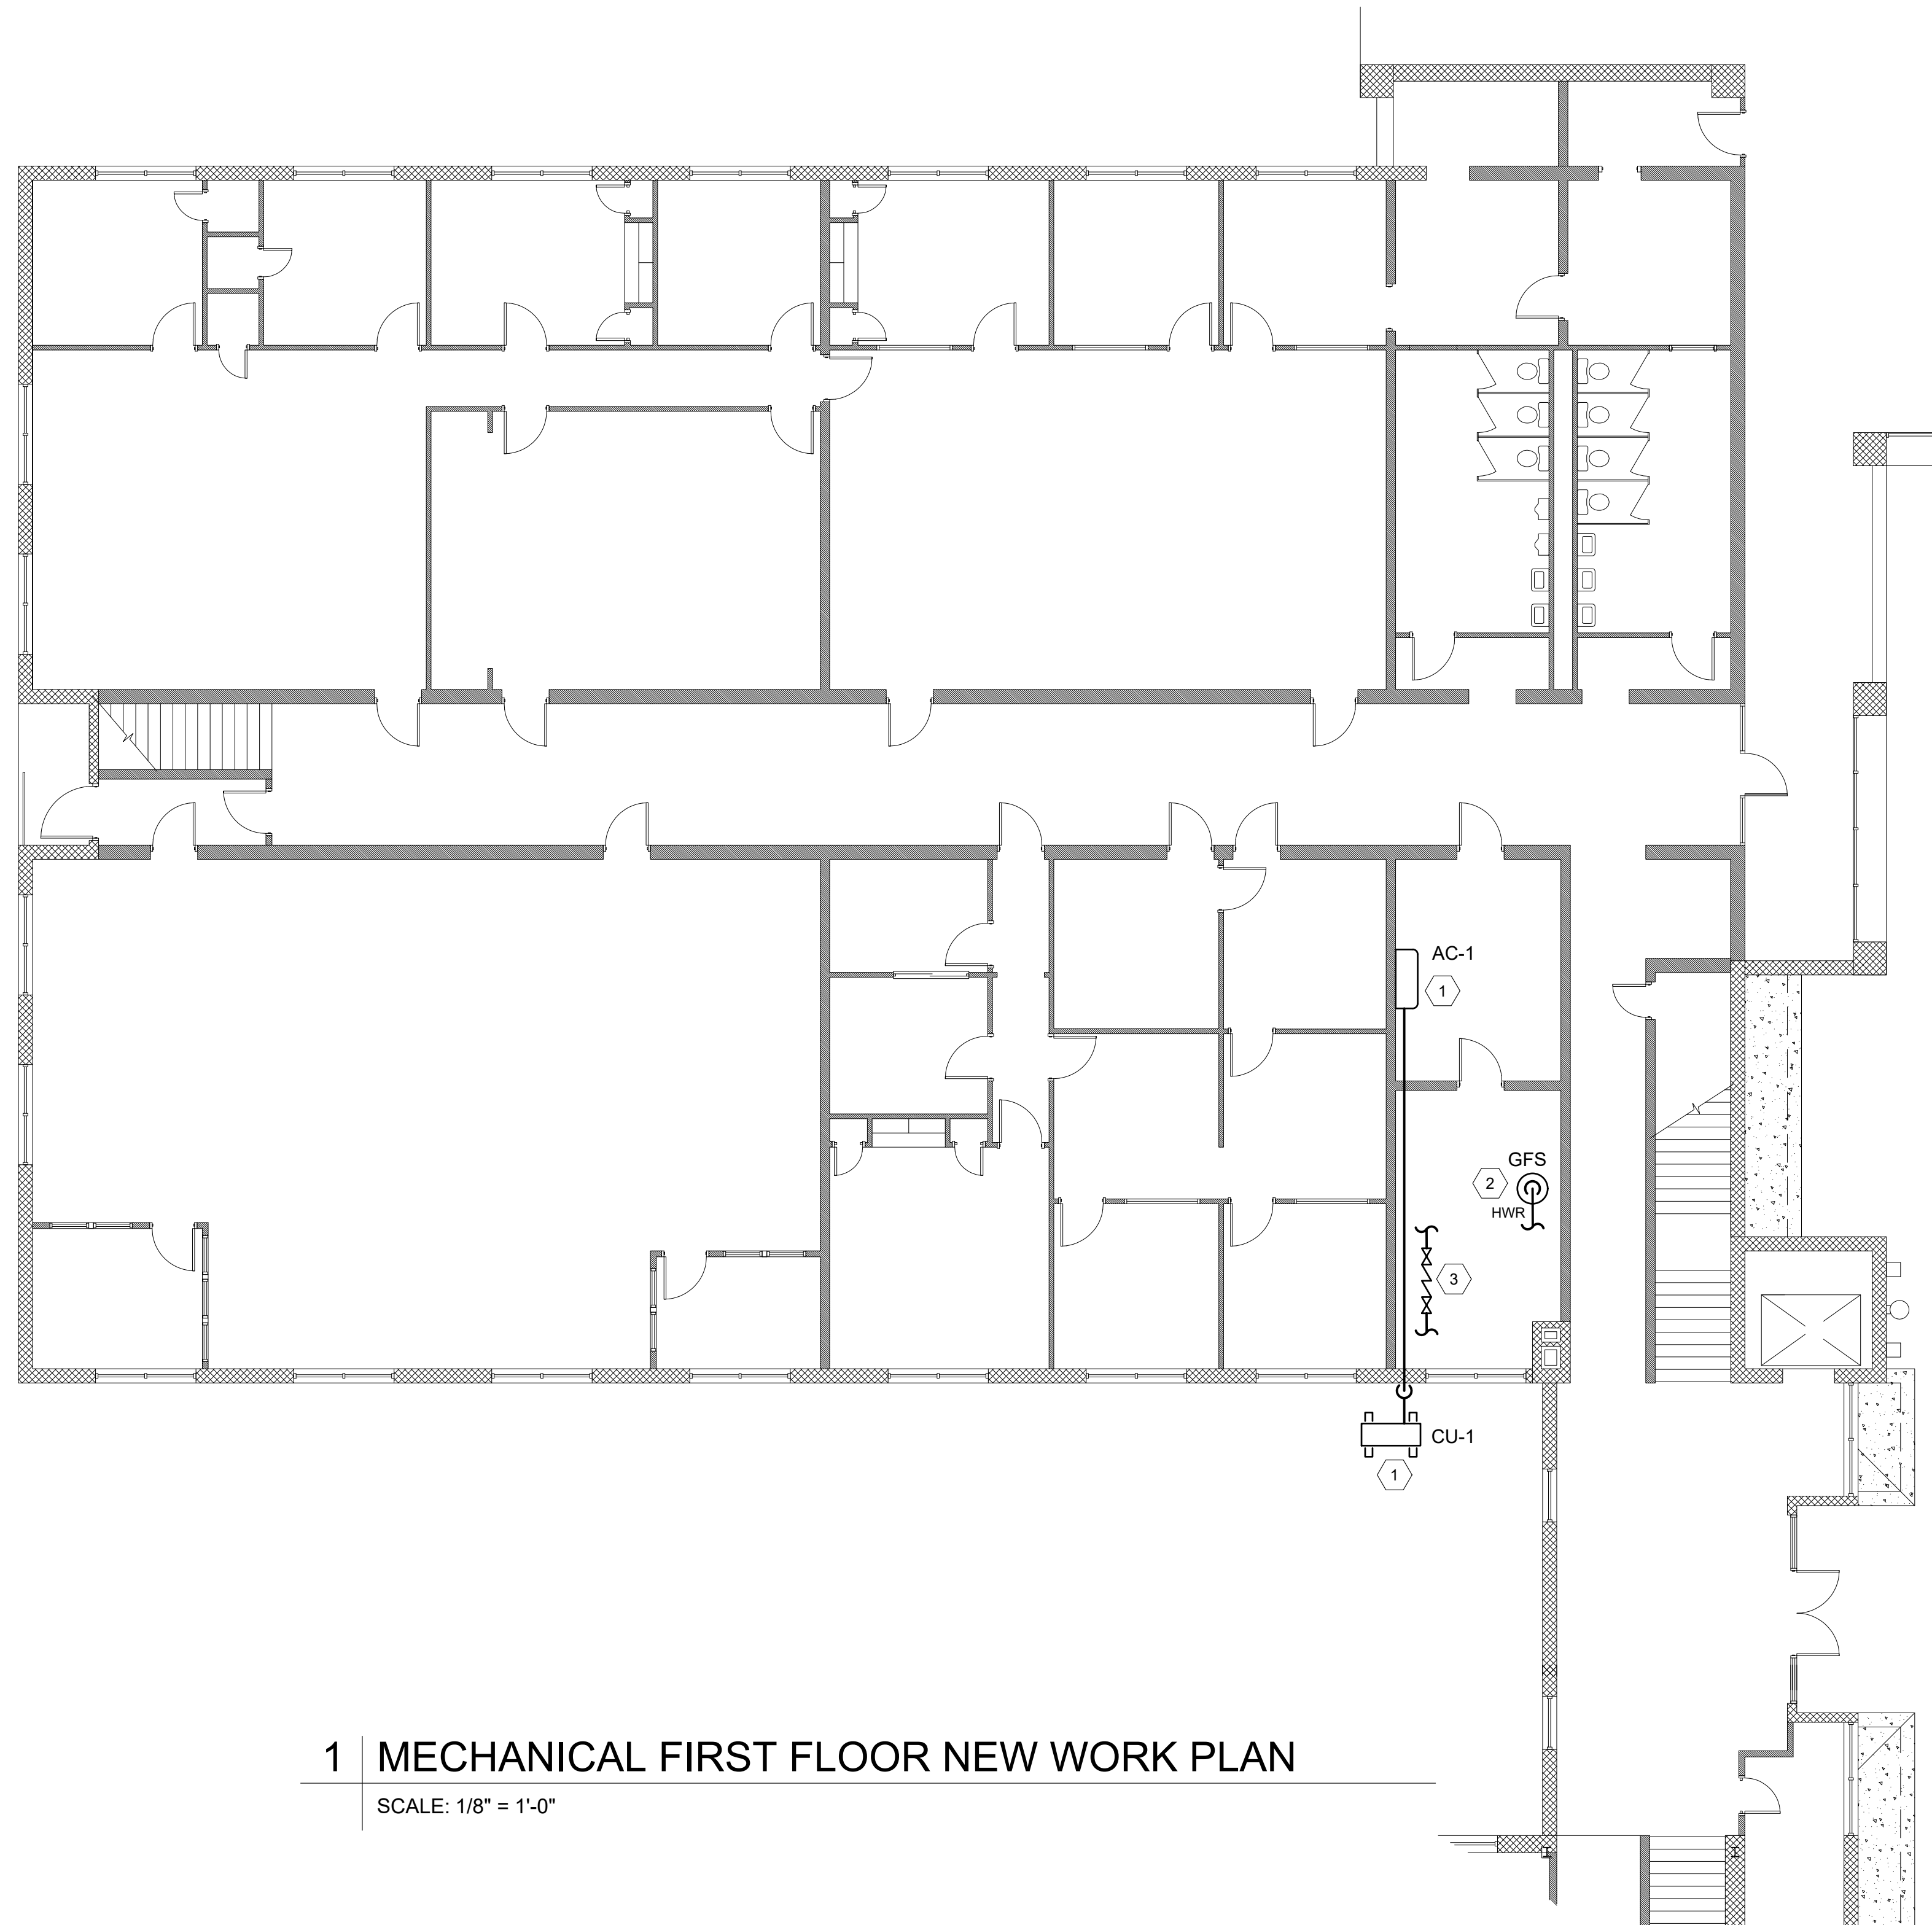 AC-1
1
GFS
2
HWR
3
CU-1
1
1 MECHANICAL FIRST FLOOR NEW WORK PLAN
SCALE: 1/8" = 1'-0"